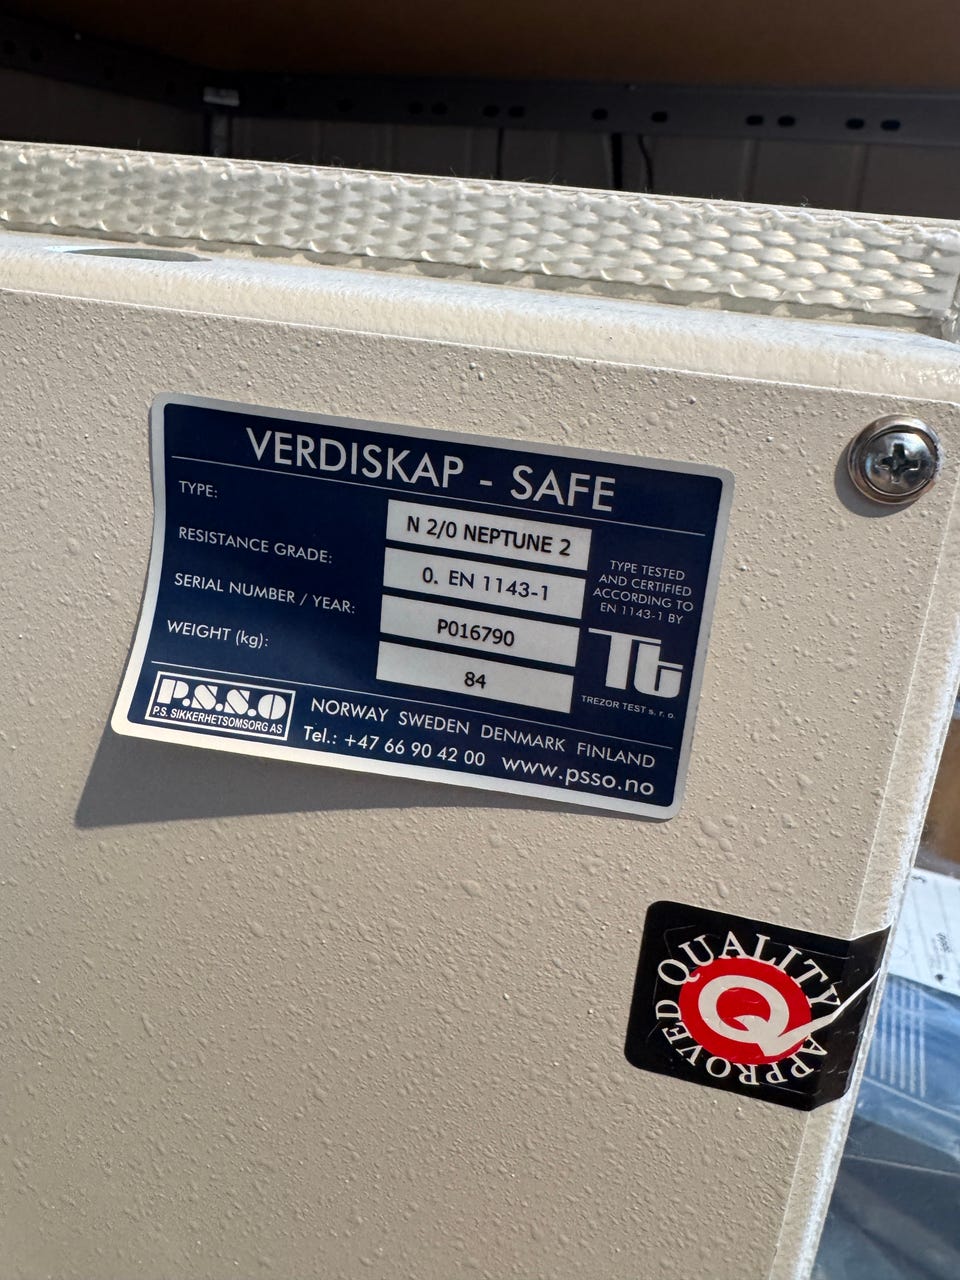 VERDISKAP - SAFE
TYPE:
N 2/0 NEPTUNE 2
RESISTANCE GRADE:
0. EN 1143-1
SERIAL NUMBER / YEAR:
P016790
WEIGHT (kg):
84
TYPE TESTED
AND CERTIFIED
ACCORDING TO
EN 1143-1 BY
Tt
TREZOR TEST s. r. o.
P.S.S.O
P.S. SIKKERHETSOMSORG AS
NORWAY SWEDEN DENMARK FINLAND
Tel.: +47 66 90 42 00 www.psso.no
QUALITY APPROVED
Q